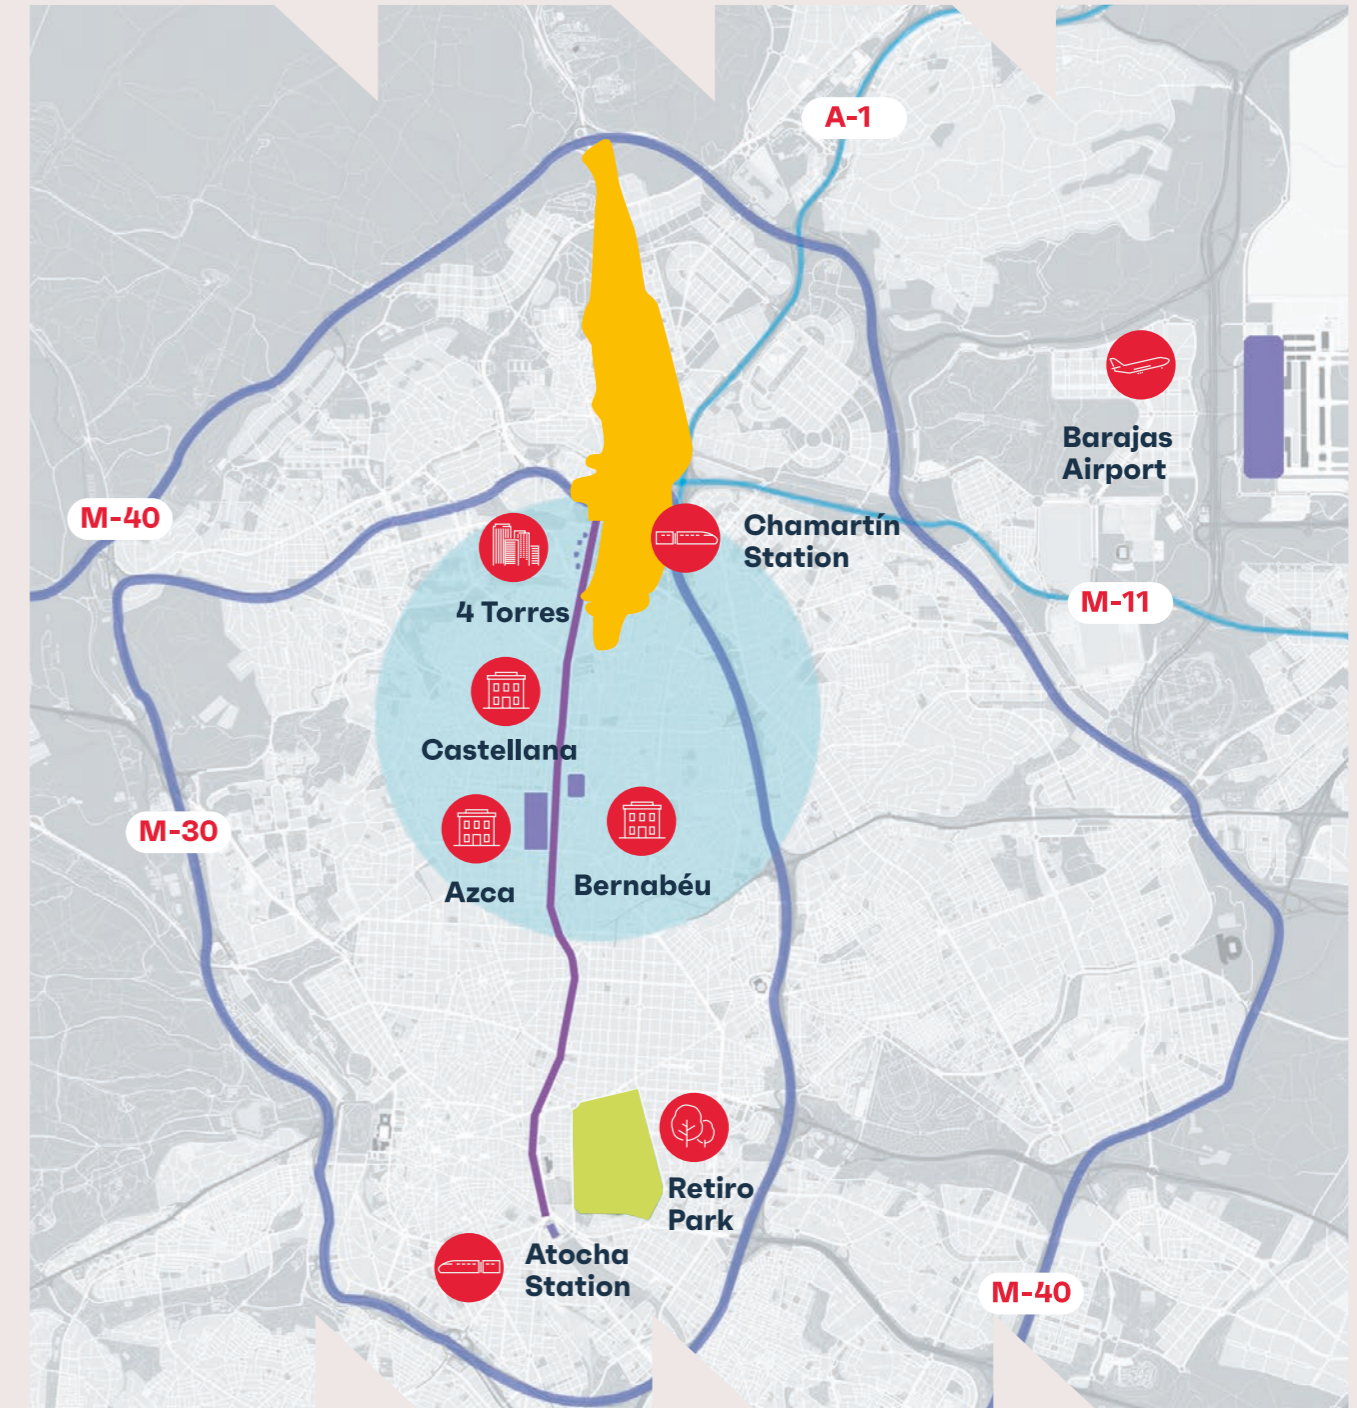 A-1
Barajas
Airport
M-40
Chamartín
Station
4 Torres
M-11
Castellana
M-30
Azca
Bernabéu
Retiro
Park
Atocha
Station
M-40